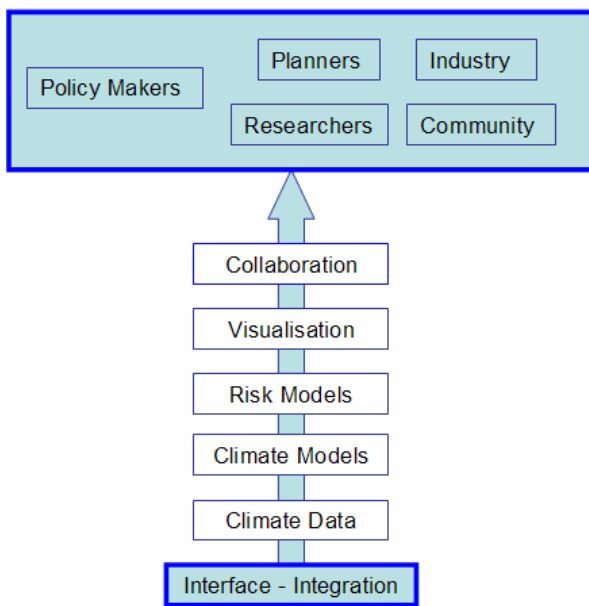 Policy Makers
Planners
Industry
Researchers
Community
Collaboration
Visualisation
Risk Models
Climate Models
Climate Data
Interface - Integration